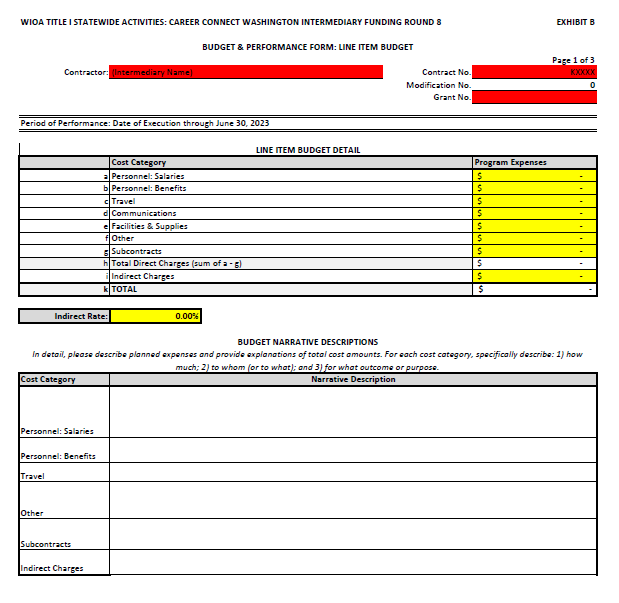 WIOA TITLE I STATEWIDE ACTIVITIES: CAREER CONNECT WASHINGTON INTERMEDIARY FUNDING ROUND 8 EXHIBIT B
BUDGET & PERFORMANCE FORM: LINE ITEM BUDGET
Page 1 of 3
Contractor: (Intermediary Name) Contract No. XXXXX
Modification No. 0
Grant No.
Period of Performance: Date of Execution through June 30, 2023
LINE ITEM BUDGET DETAIL
Cost Category Program Expenses
a Personnel: Salaries $ -
b Personnel: Benefits $ -
c Travel $ -
d Communications $ -
e Facilities & Supplies $ -
f Other $ -
g Subcontracts $ -
h Total Direct Charges (sum of a - g) $ -
i Indirect Charges $ -
k TOTAL $ -
Indirect Rate: 0.00%
BUDGET NARRATIVE DESCRIPTIONS
In detail, please describe planned expenses and provide explanations of total cost amounts. For each cost category, specifically describe: 1) how
much; 2) to whom (or to what); and 3) for what outcome or purpose.
Cost Category Narrative Description
Personnel: Salaries
Personnel: Benefits
Travel
Other
Subcontracts
Indirect Charges